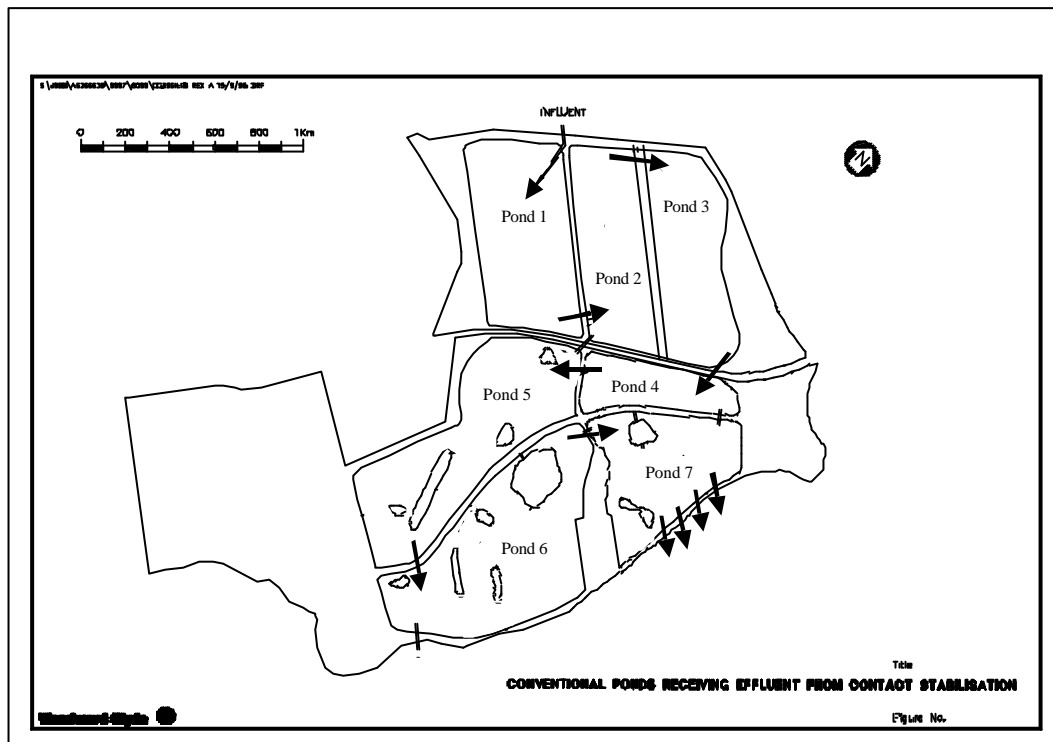 0 200 400 600 800 1Km
INFLUENT
Pond 1
Pond 3
Pond 2
Pond 4
Pond 5
Pond 7
Pond 6
Title
CONVENTIONAL PONDS RECEIVING EFFLUENT FROM CONTACT STABILISATION
Figure No.